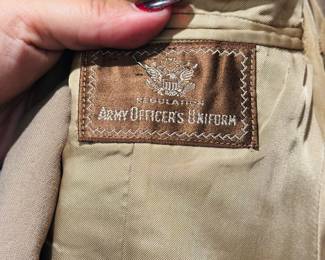 REGULATION
ARMY OFFICER'S UNIFORM